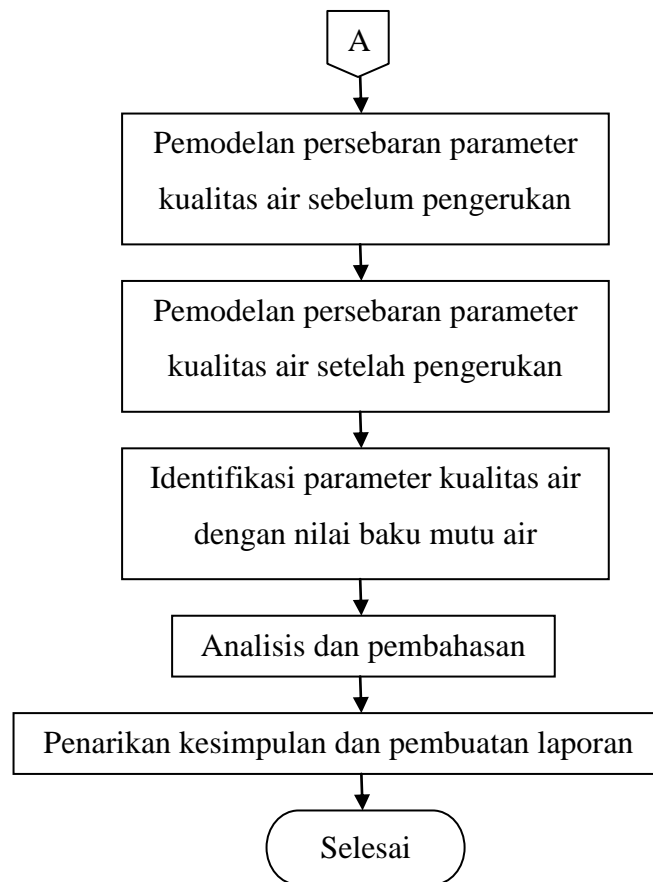 A
Pemodelan persebaran parameter
kualitas air sebelum pengerukan
Pemodelan persebaran parameter
kualitas air setelah pengerukan
Identifikasi parameter kualitas air
dengan nilai baku mutu air
Analisis dan pembahasan
Penarikan kesimpulan dan pembuatan laporan
Selesai